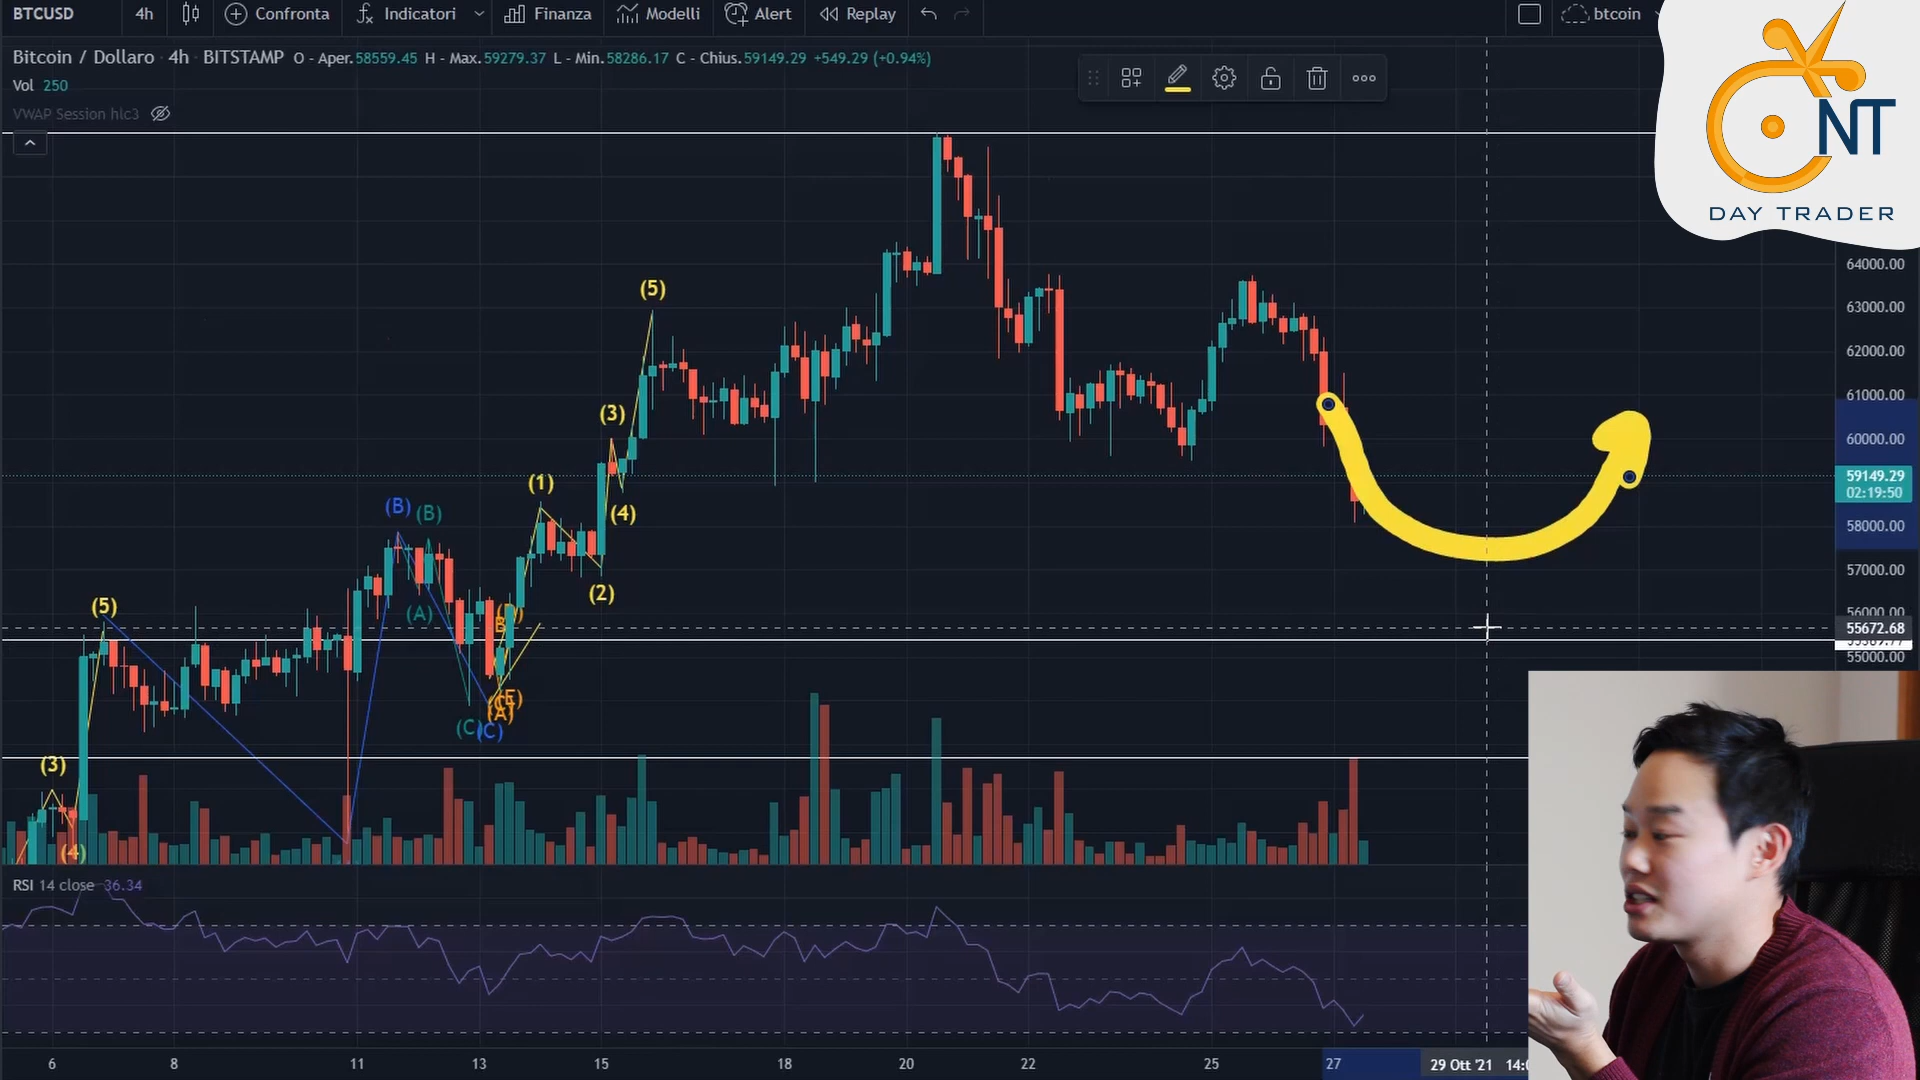 BTCUSD 4h Confronta Indicatori Finanza Modelli Alert Replay btcoin
Bitcoin / Dollaro · 4h · BITSTAMP O - Aper.58559.45 H - Max.59279.37 L - Min.58286.17 C - Chius.59149.29 +549.29 (+0.94%)
Vol 250
VWAP Session hlc3
NT
DAY TRADER
64000.00
63000.00
62000.00
61000.00
60000.00
59149.29
02:19:50
58000.00
57000.00
56000.00
55672.68
55000.00
(5)
(3)
(1)
(4)
(B)
(B)
(2)
(5)
(A)
(C)
(C)
(E)
(A)
(3)
(4)
RSI 14 close 36.34
6 8 11 13 15 18 20 22 25 27 29 Ott '21